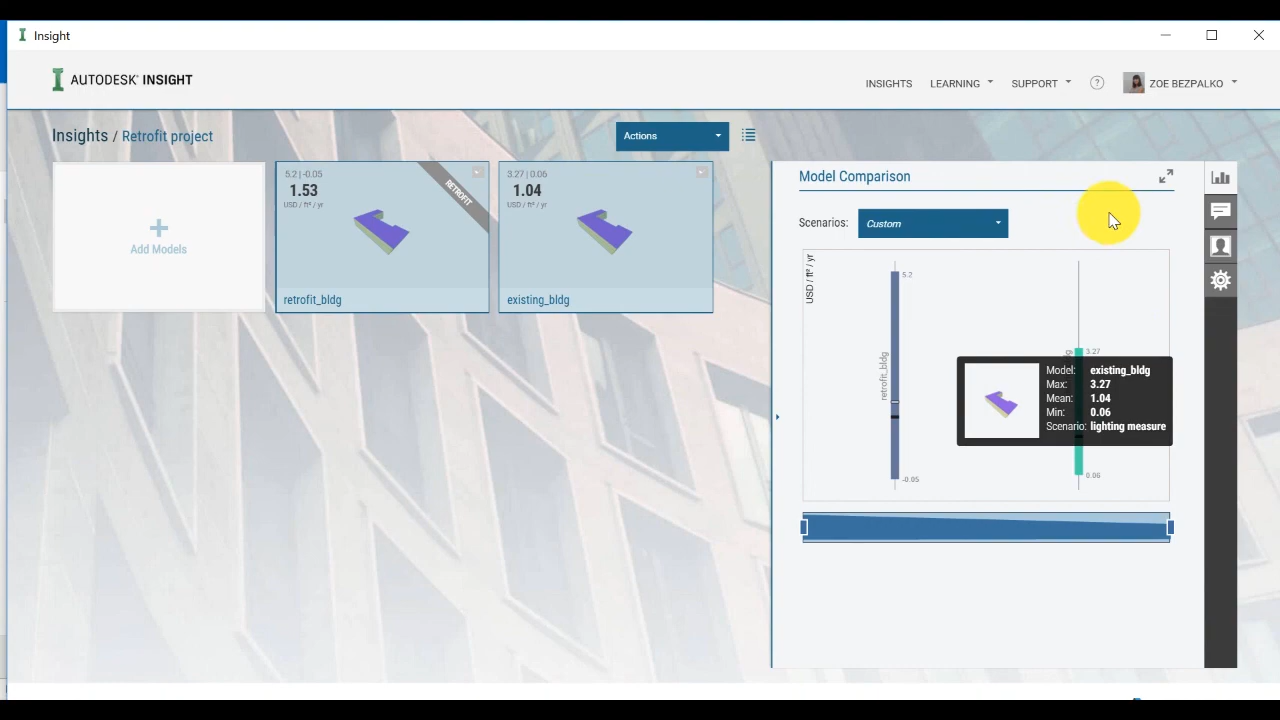 Insight
AUTODESK® INSIGHT
INSIGHTS
LEARNING
SUPPORT
?
ZOE BEZPALKO
Insights / Retrofit project
Actions
Add Models
5.2 | -0.05
1.53
USD / ft² / yr
RETROFIT
retrofit_bldg
3.27 | 0.06
1.04
USD / ft² / yr
existing_bldg
Model Comparison
Scenarios:
Custom
USD / ft² / yr
5.2
retrofit_bldg
-0.05
3.27
0.06
Model: existing_bldg
Max: 3.27
Mean: 1.04
Min: 0.06
Scenario: lighting measure